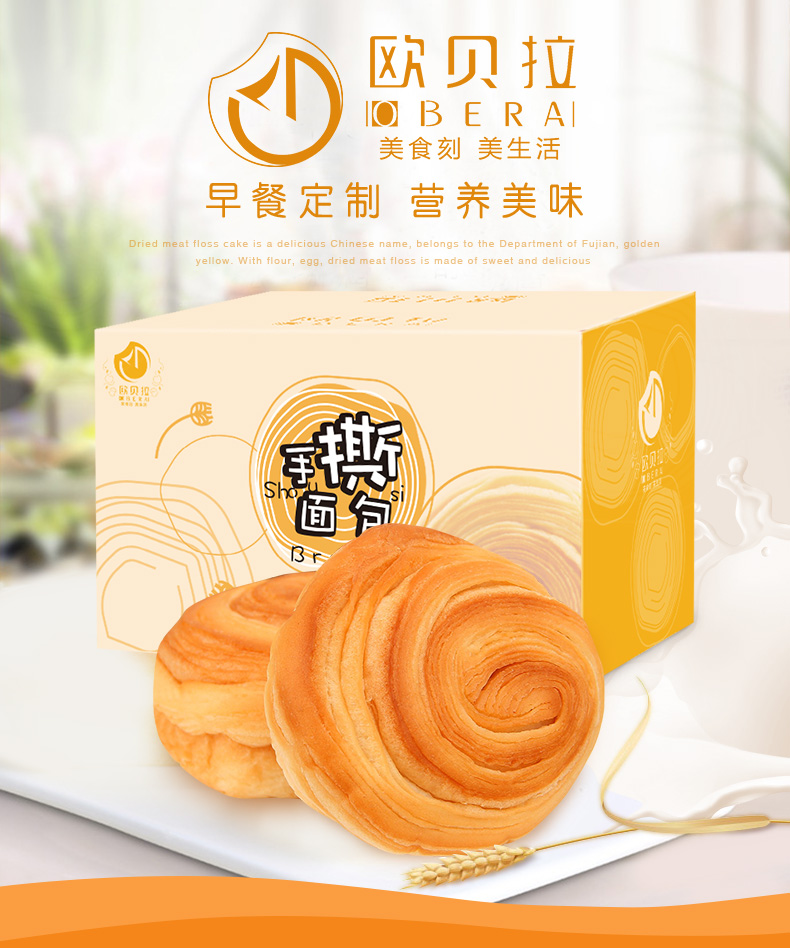 欧贝拉
OBERA
美食刻 美生活
早餐定制 营养美味
Dried meat floss cake is a delicious Chinese name, belongs to the Department of Fujian, golden
yellow. With flour, egg, dried meat floss is made of sweet and delicious
欧贝拉
OBERA
手撕
Shou si
面包
Br
欧贝拉
OBERA